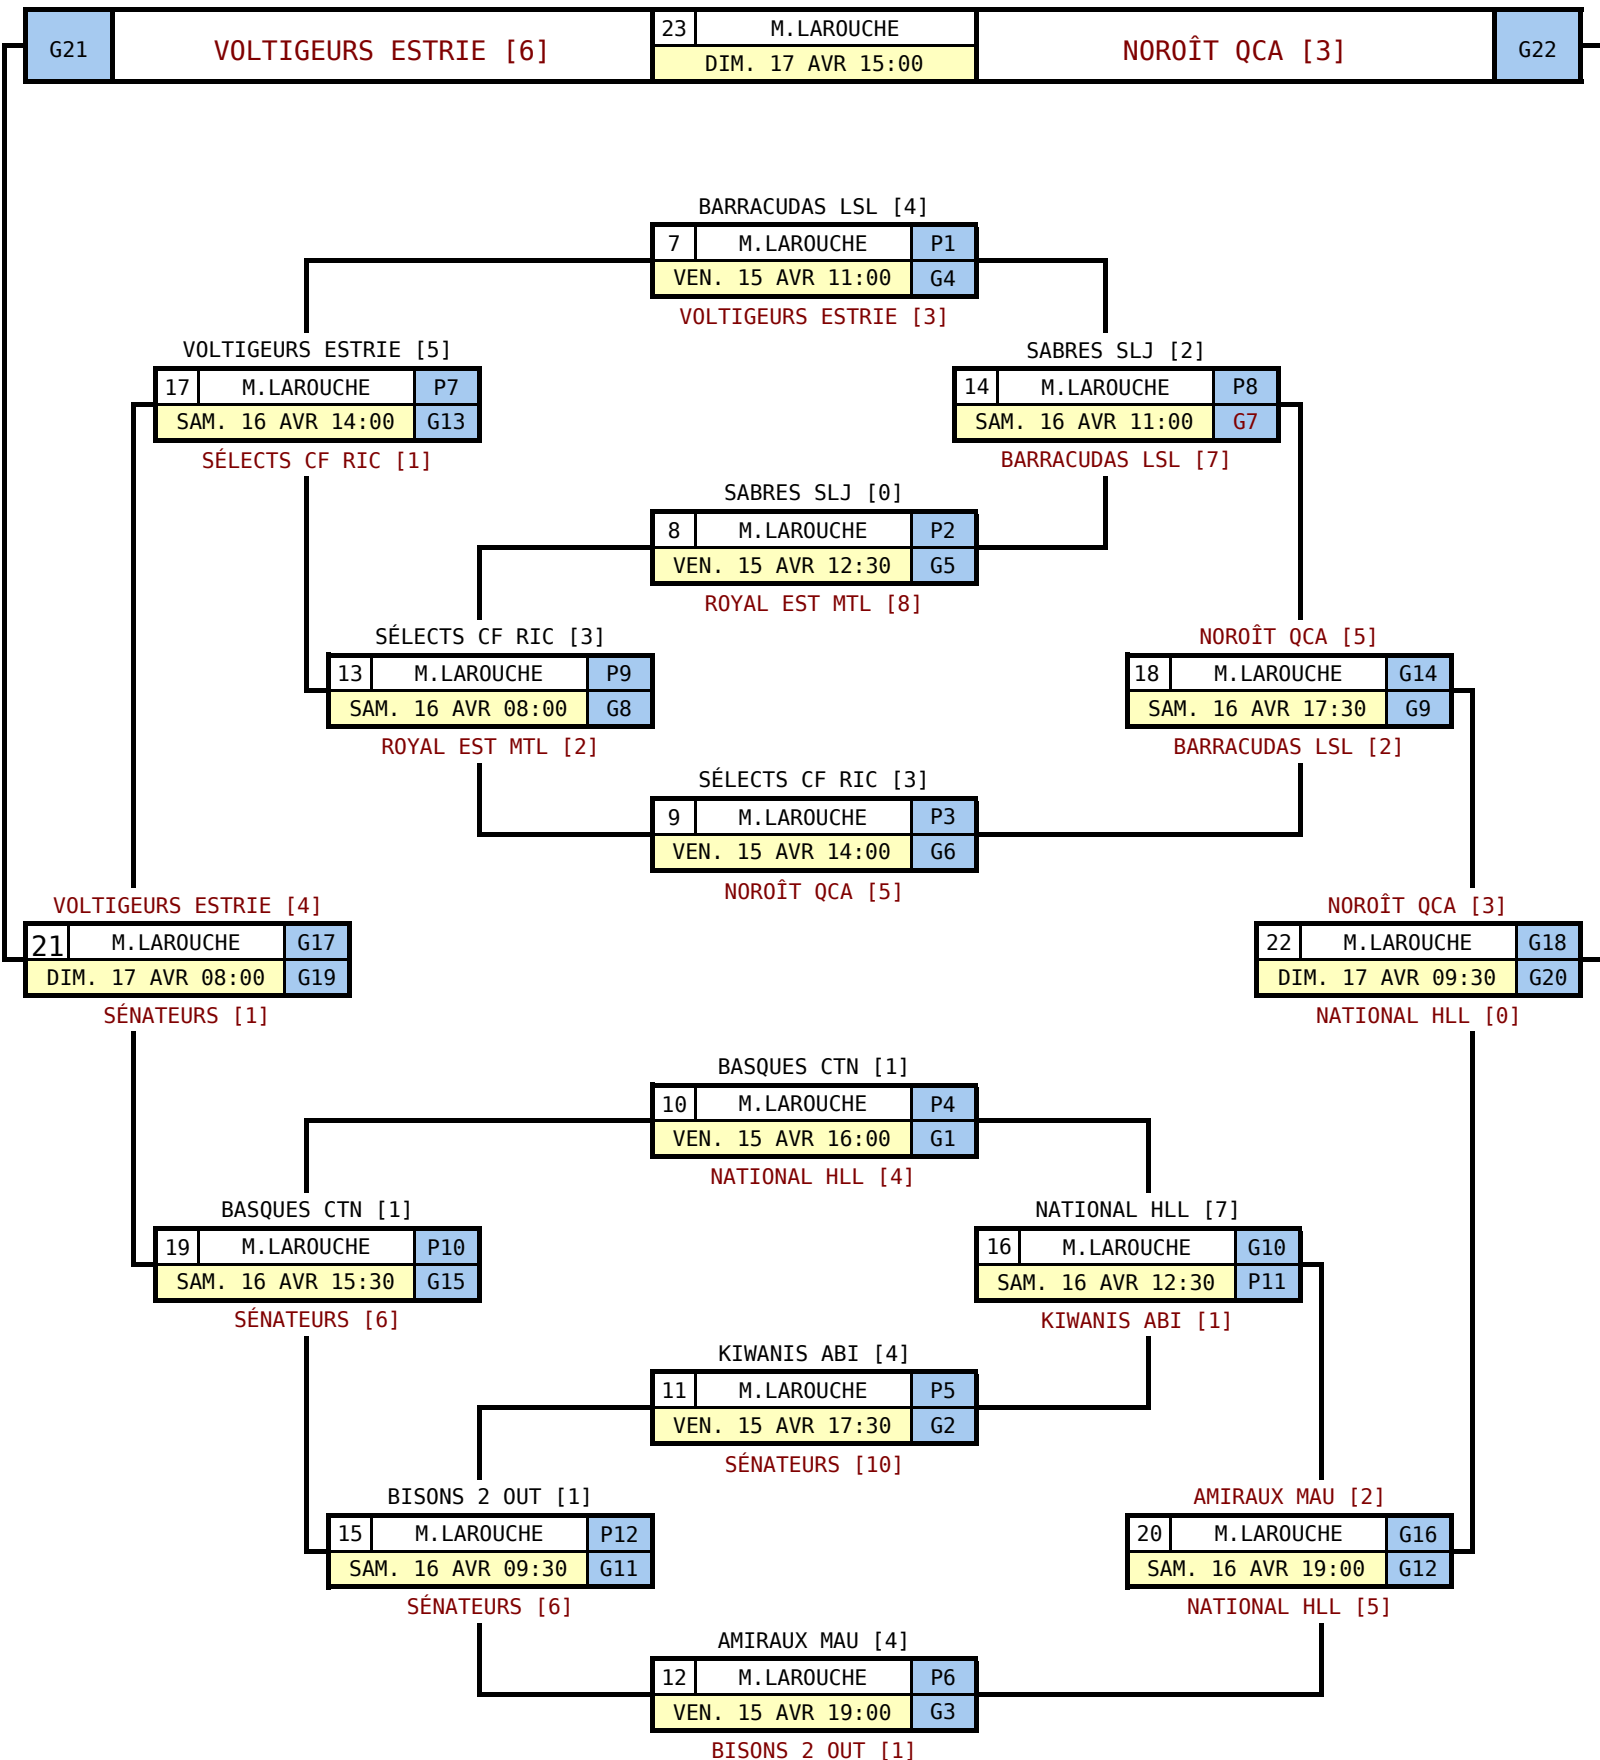 G21 VOLTIGEURS ESTRIE [6] 23 M.LAROUCHE NOROÎT QCA [3] G22
DIM. 17 AVR 15:00
BARRACUDAS LSL [4]
7 M.LAROUCHE P1
VEN. 15 AVR 11:00 G4
VOLTIGEURS ESTRIE [3]
VOLTIGEURS ESTRIE [5]
17 M.LAROUCHE P7
SAM. 16 AVR 14:00 G13
SÉLECTS CF RIC [1]
SABRES SLJ [2]
14 M.LAROUCHE P8
SAM. 16 AVR 11:00 G7
BARRACUDAS LSL [7]
SABRES SLJ [0]
8 M.LAROUCHE P2
VEN. 15 AVR 12:30 G5
ROYAL EST MTL [8]
SÉLECTS CF RIC [3]
13 M.LAROUCHE P9
SAM. 16 AVR 08:00 G8
ROYAL EST MTL [2]
NOROÎT QCA [5]
18 M.LAROUCHE G14
SAM. 16 AVR 17:30 G9
BARRACUDAS LSL [2]
SÉLECTS CF RIC [3]
9 M.LAROUCHE P3
VEN. 15 AVR 14:00 G6
NOROÎT QCA [5]
VOLTIGEURS ESTRIE [4]
21 M.LAROUCHE G17
DIM. 17 AVR 08:00 G19
SÉNATEURS [1]
NOROÎT QCA [3]
22 M.LAROUCHE G18
DIM. 17 AVR 09:30 G20
NATIONAL HLL [0]
BASQUES CTN [1]
10 M.LAROUCHE P4
VEN. 15 AVR 16:00 G1
NATIONAL HLL [4]
BASQUES CTN [1]
19 M.LAROUCHE P10
SAM. 16 AVR 15:30 G15
SÉNATEURS [6]
NATIONAL HLL [7]
16 M.LAROUCHE G10
SAM. 16 AVR 12:30 P11
KIWANIS ABI [1]
KIWANIS ABI [4]
11 M.LAROUCHE P5
VEN. 15 AVR 17:30 G2
SÉNATEURS [10]
BISONS 2 OUT [1]
15 M.LAROUCHE P12
SAM. 16 AVR 09:30 G11
SÉNATEURS [6]
AMIRAUX MAU [2]
20 M.LAROUCHE G16
SAM. 16 AVR 19:00 G12
NATIONAL HLL [5]
AMIRAUX MAU [4]
12 M.LAROUCHE P6
VEN. 15 AVR 19:00 G3
BISONS 2 OUT [1]